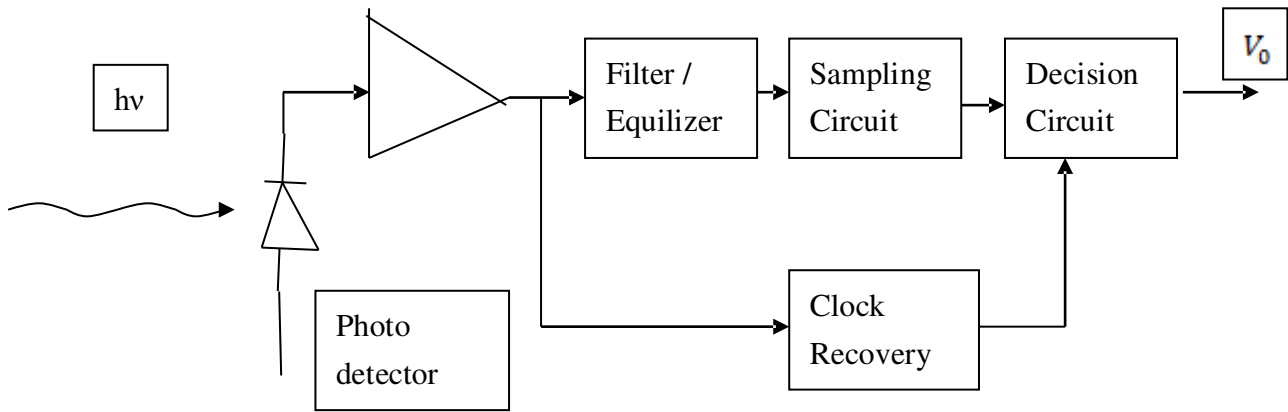 hν
Photo
detector
Filter /
Equilizer
Sampling
Circuit
Decision
Circuit
V₀
Clock
Recovery